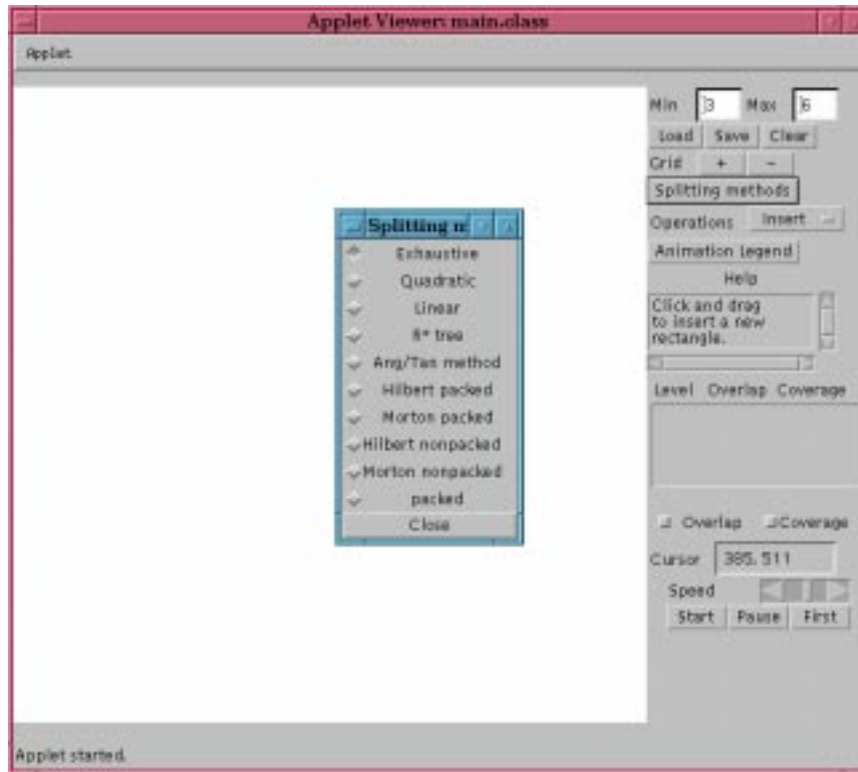 Applet Viewer: main.class
Applet
Min 3 Max 6
Load Save Clear
Grid + -
Splitting methods
Operations Insert
Animation Legend
Help
Click and drag
to insert a new
rectangle.
Level Overlap Coverage
Overlap Coverage
Cursor 385, 511
Speed
Start Pause First
Splitting m
Exhaustive
Quadratic
Linear
R* tree
Ang/Tan method
Hilbert packed
Morton packed
Hilbert nonpacked
Morton nonpacked
packed
Close
Applet started.